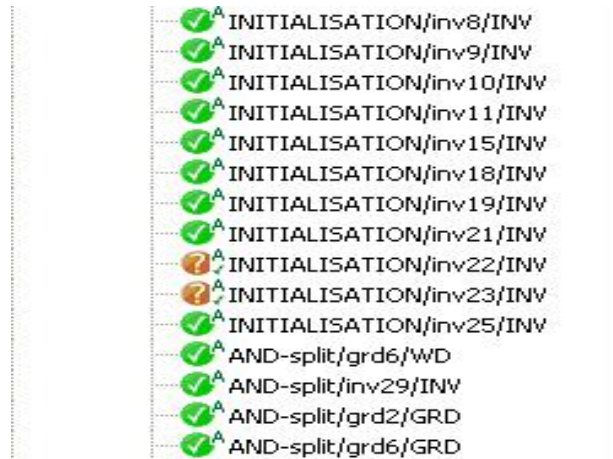 INITIALISATION/inv8/INV
INITIALISATION/inv9/INV
INITIALISATION/inv10/INV
INITIALISATION/inv11/INV
INITIALISATION/inv15/INV
INITIALISATION/inv18/INV
INITIALISATION/inv19/INV
INITIALISATION/inv21/INV
INITIALISATION/inv22/INV
INITIALISATION/inv23/INV
INITIALISATION/inv25/INV
AND-split/grd6/WD
AND-split/inv29/INV
AND-split/grd2/GRD
AND-split/grd6/GRD